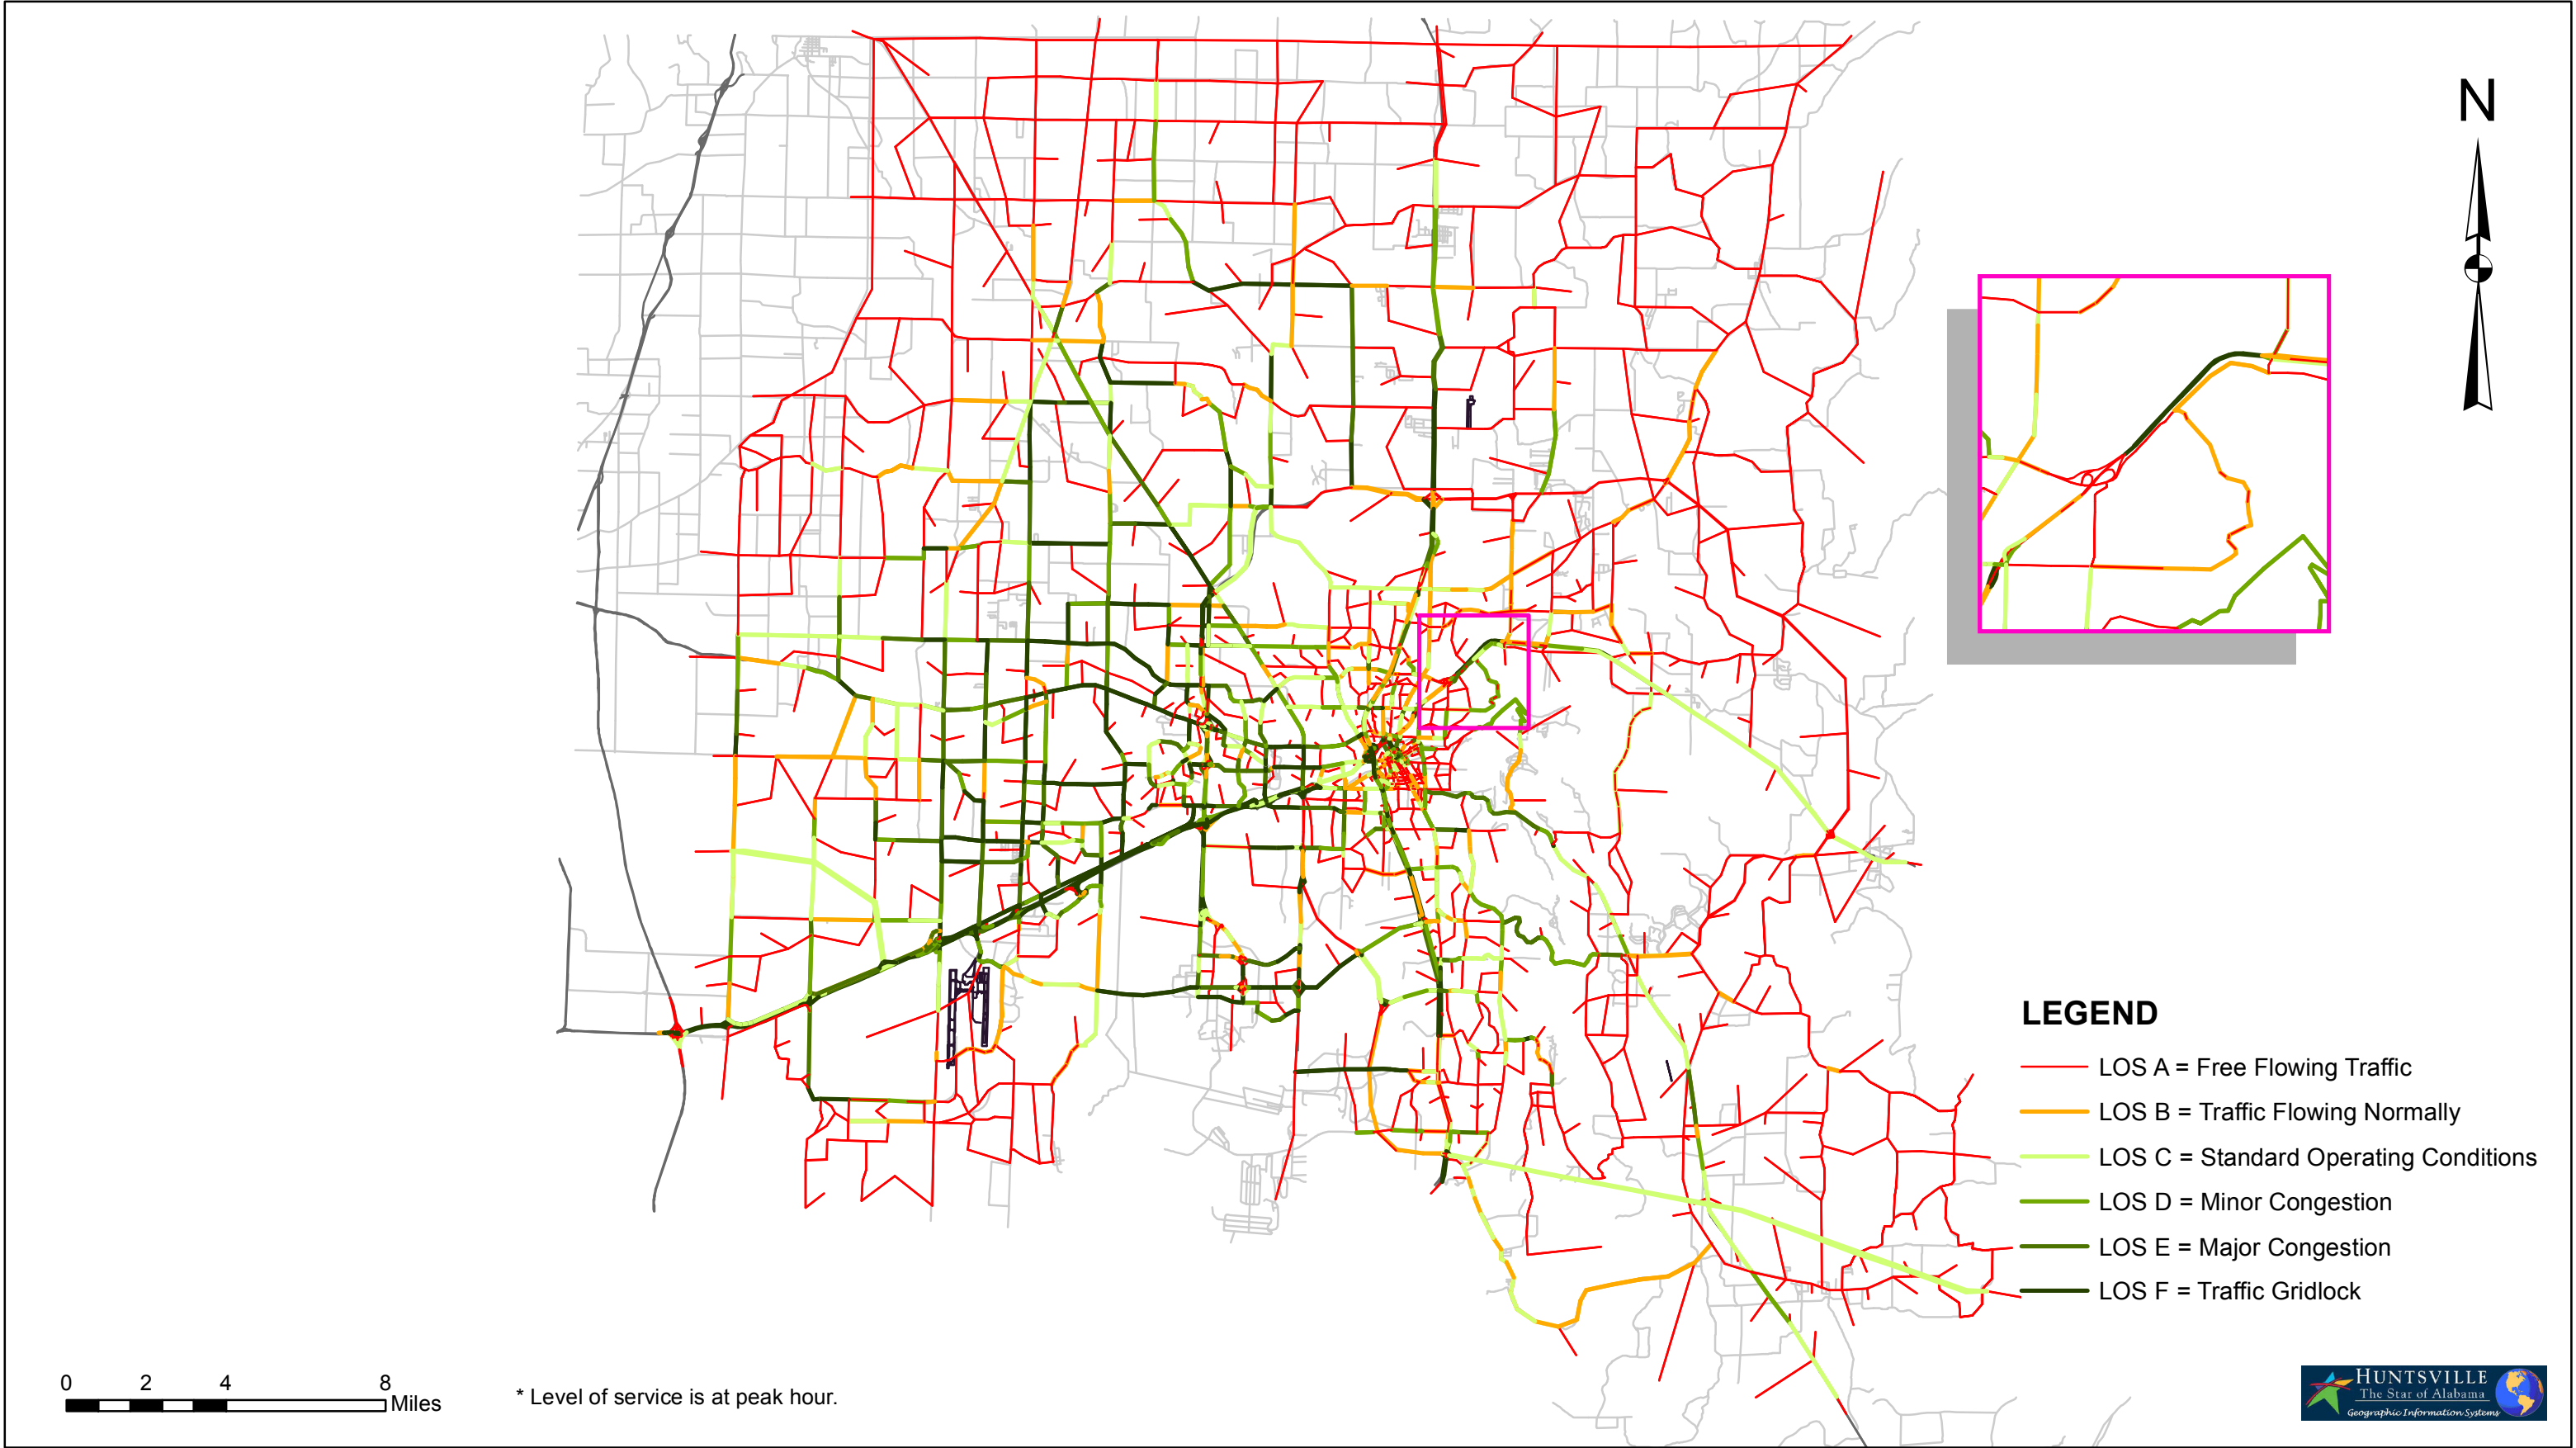 N
LEGEND
LOS A = Free Flowing Traffic
LOS B = Traffic Flowing Normally
LOS C = Standard Operating Conditions
LOS D = Minor Congestion
LOS E = Major Congestion
LOS F = Traffic Gridlock
0 2 4 8
Miles
* Level of service is at peak hour.
HUNTSVILLE
The Star of Alabama
Geographic Information Systems